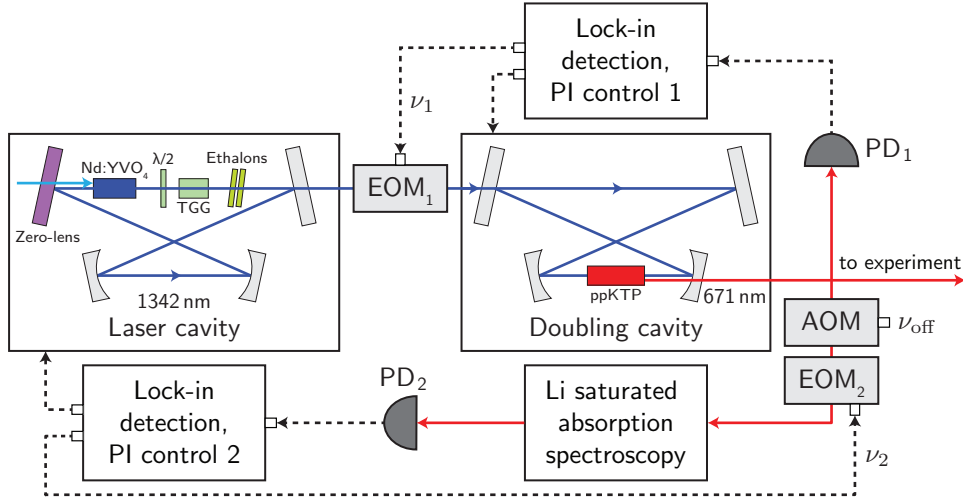 Lock-in
detection,
PI control 1
ν₁
PD₁
Nd:YVO₄
λ/2
Ethalons
TGG
Zero-lens
1342 nm
Laser cavity
EOM₁
ppKTP
671 nm
Doubling cavity
to experiment
AOM
ν_off
EOM₂
ν₂
Lock-in
detection,
PI control 2
PD₂
Li saturated
absorption
spectroscopy